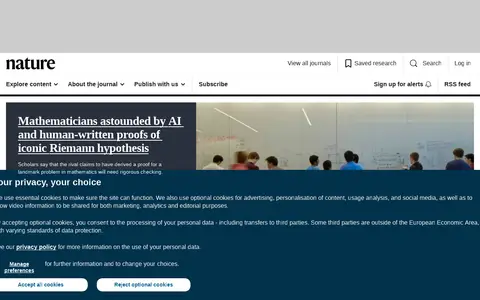 nature
View all journals
Saved research
Search
Log in
Explore content
About the journal
Publish with us
Subscribe
Sign up for alerts
RSS feed
Mathematicians astounded by AI
and human-written proofs of
iconic Riemann hypothesis
Scholars say that the rival claims to have derived a proof for a
landmark problem in mathematics will need rigorous checking.
our privacy, your choice
e use essential cookies to make sure the site can function. We also use optional cookies for advertising, personalisation of content, usage analysis, and social media, as well as to
ow video information to be shared for both marketing, analytics and editorial purposes.
y accepting optional cookies, you consent to the processing of your personal data - including transfers to third parties. Some third parties are outside of the European Economic Area,
th varying standards of data protection.
ee our privacy policy for more information on the use of your personal data.
Manage
preferences
for further information and to change your choices.
Accept all cookies
Reject optional cookies